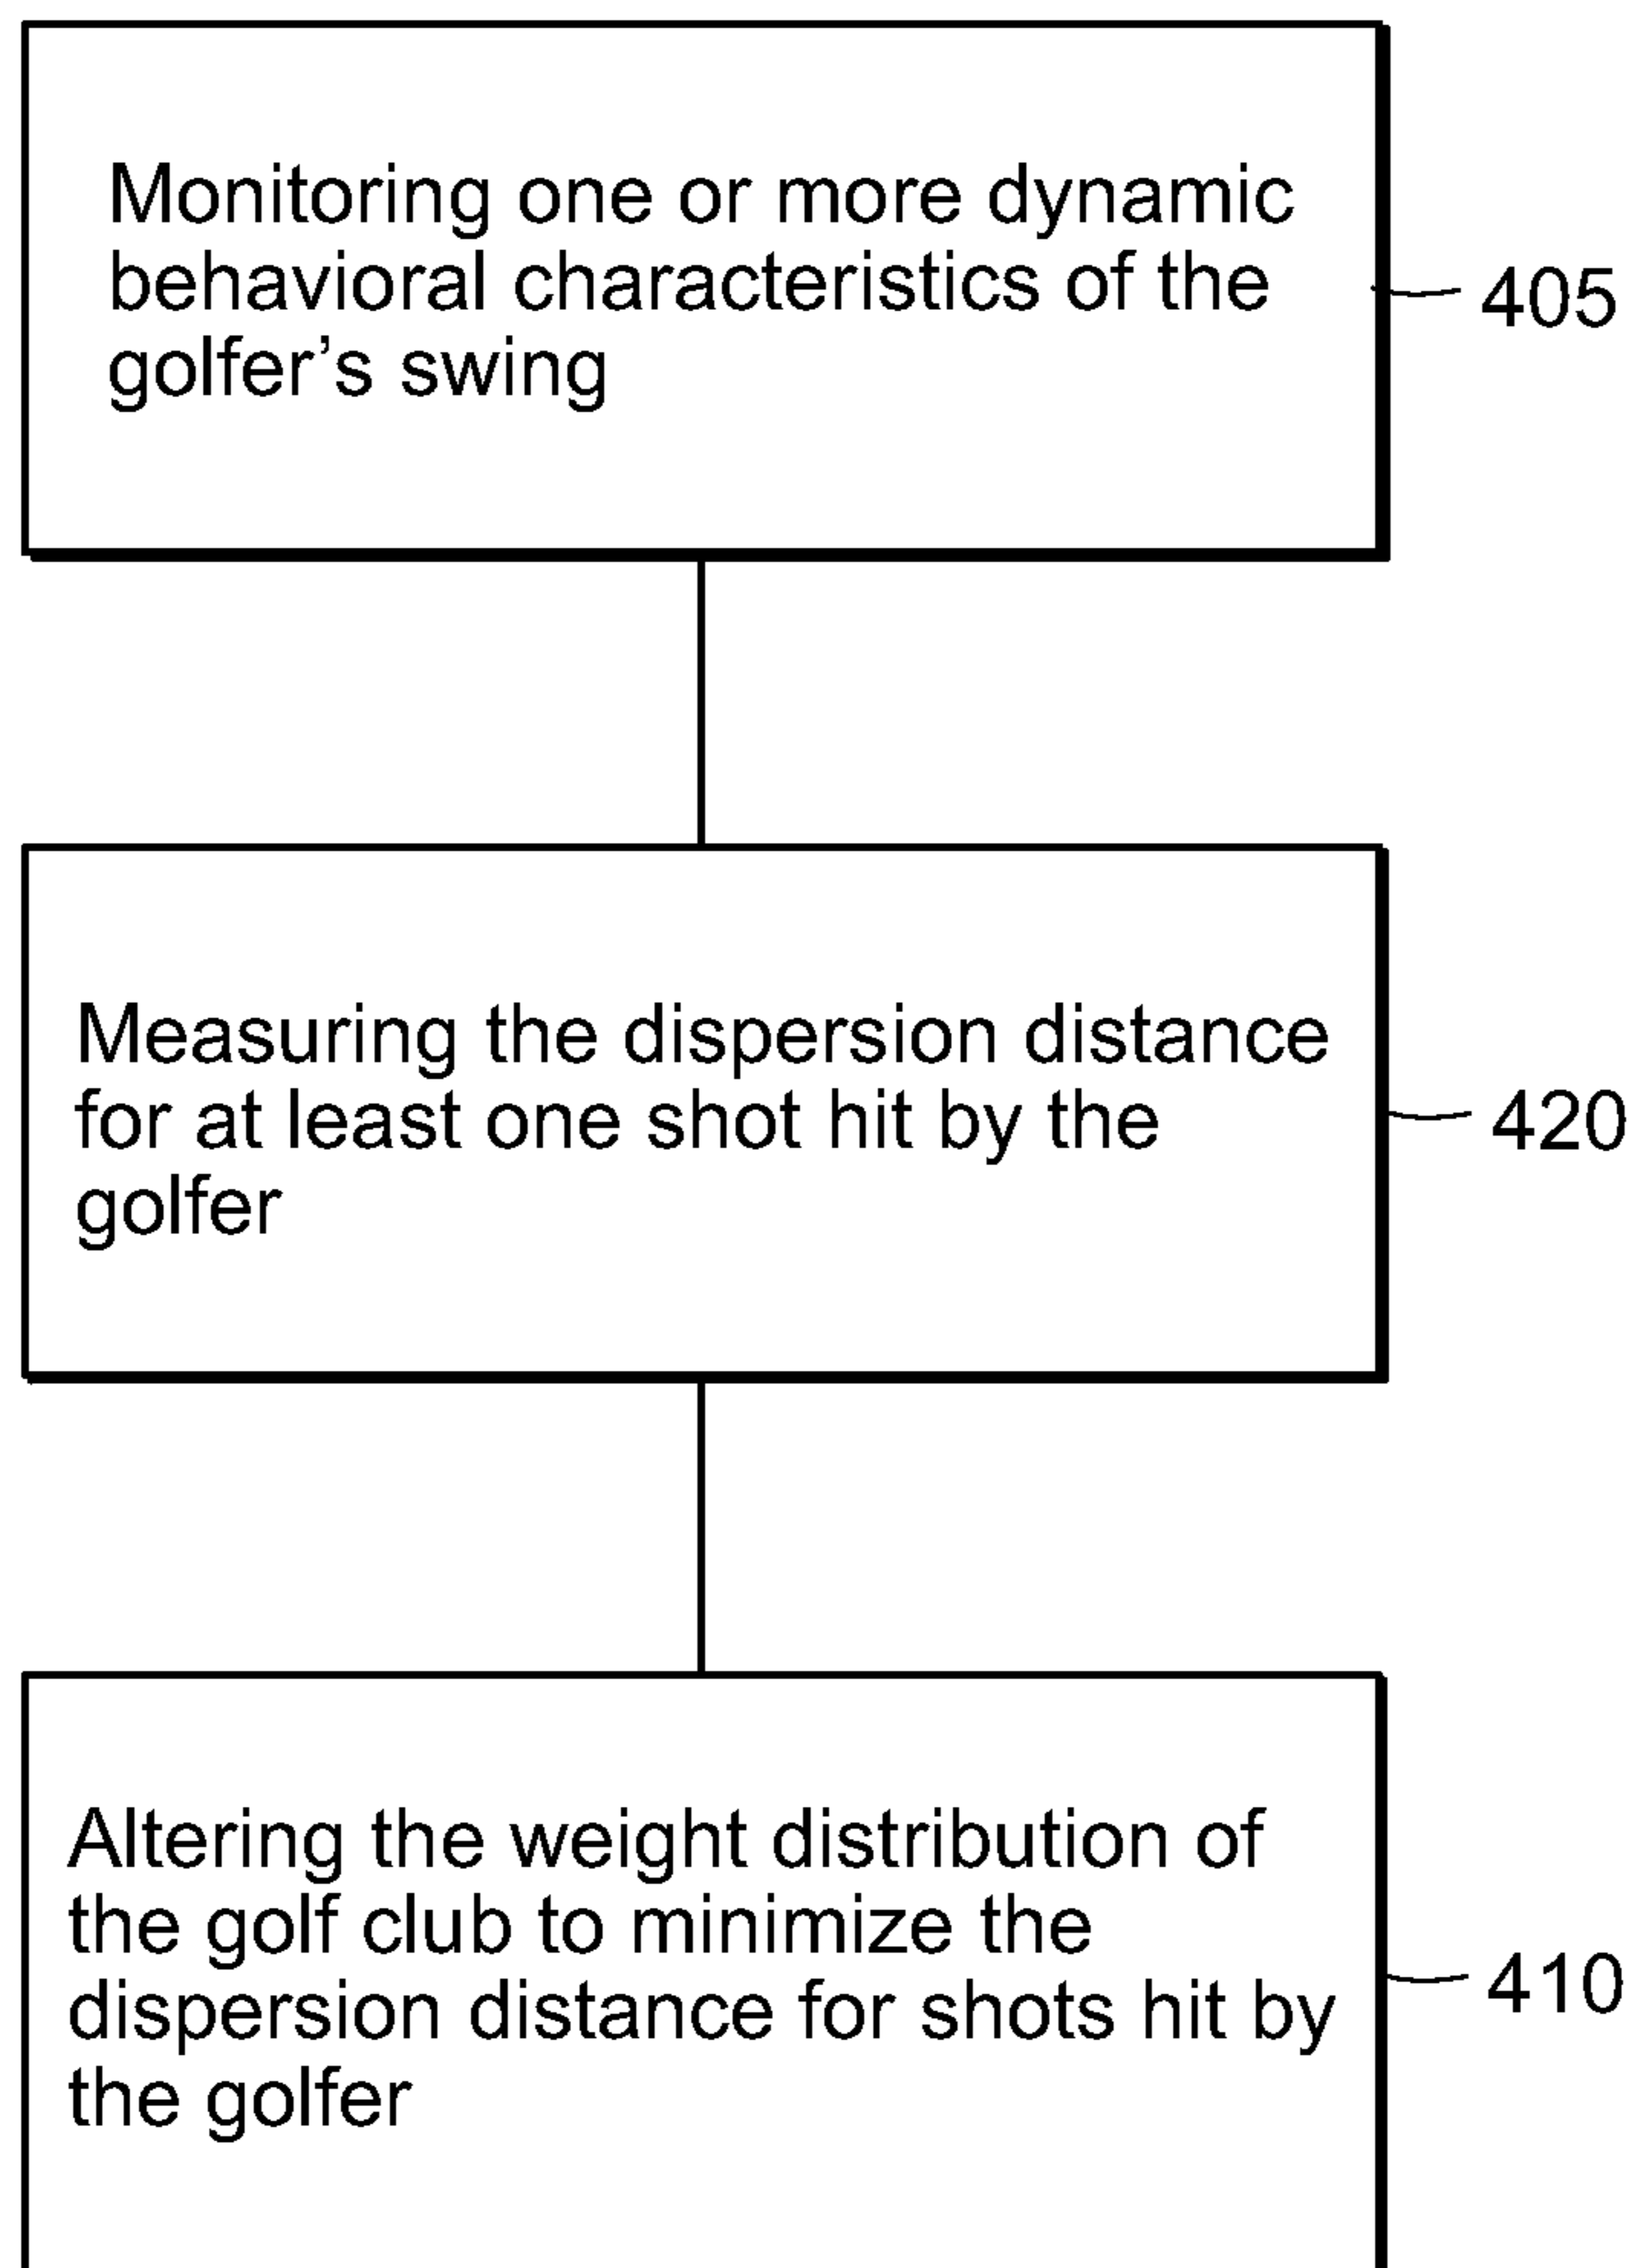 Monitoring one or more dynamic
behavioral characteristics of the
golfer's swing
405
Measuring the dispersion distance
for at least one shot hit by the
golfer
420
Altering the weight distribution of
the golf club to minimize the
dispersion distance for shots hit by
the golfer
410